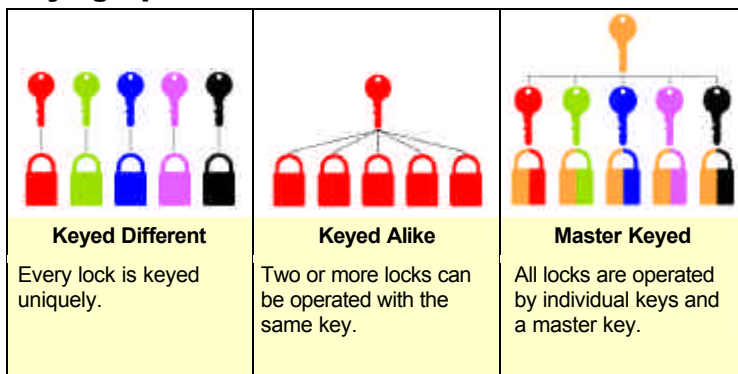 Keyed Different
Every lock is keyed
uniquely.
Keyed Alike
Two or more locks can
be operated with the
same key.
Master Keyed
All locks are operated
by individual keys and
a master key.